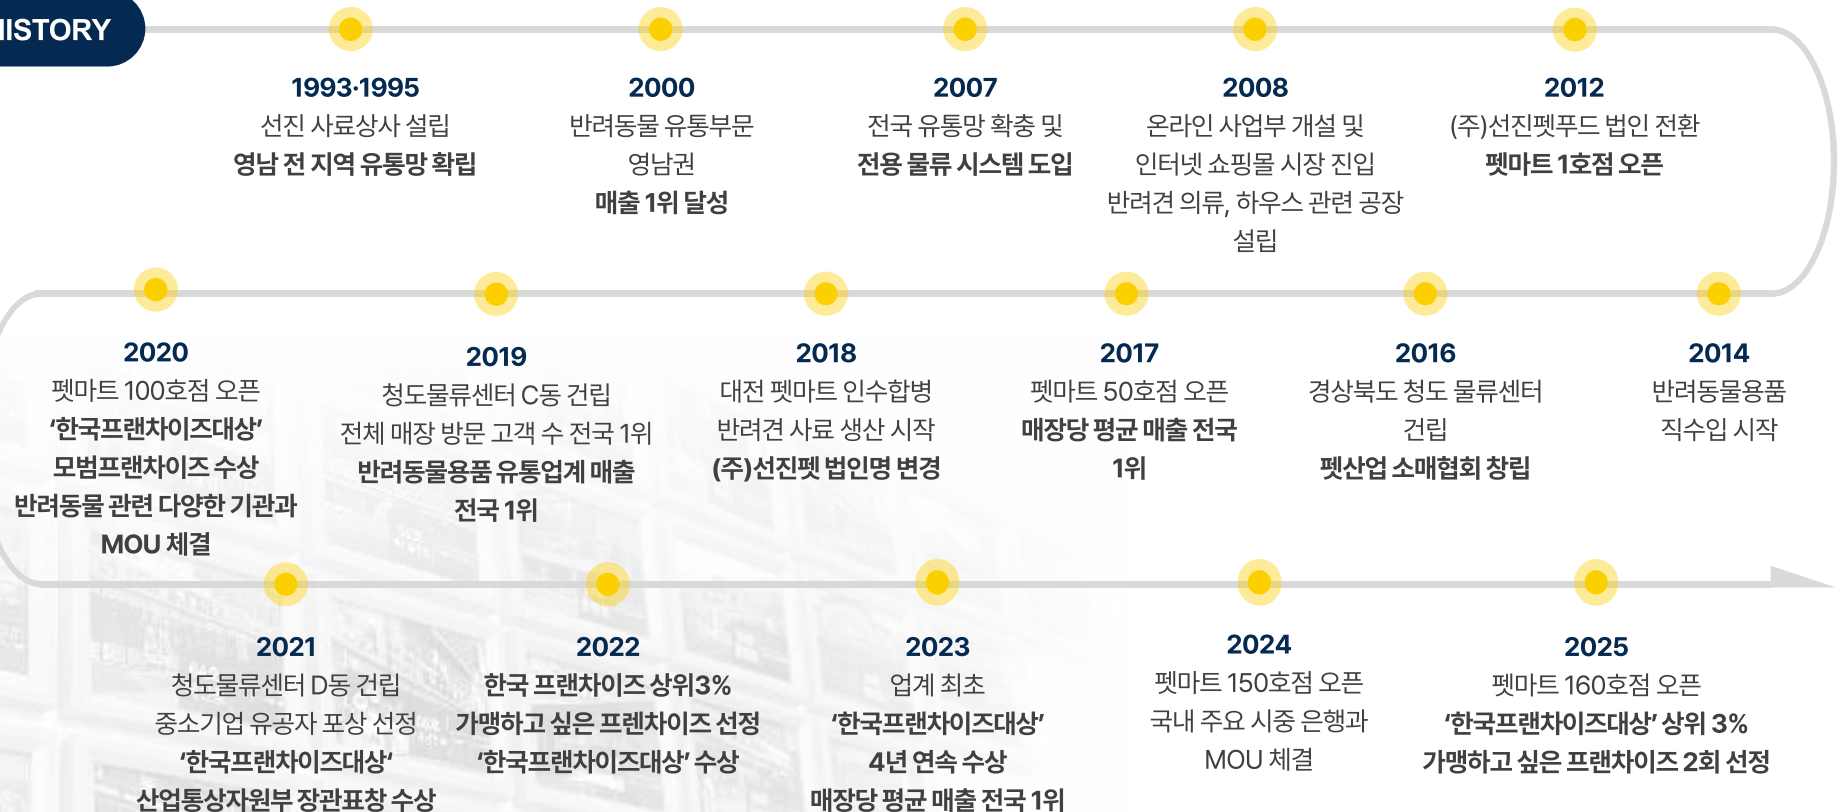 HISTORY
1993·1995
선진 사료상사 설립
영남 전 지역 유통망 확립
2000
반려동물 유통부문
영남권
매출 1위 달성
2007
전국 유통망 확충 및
전용 물류 시스템 도입
2008
온라인 사업부 개설 및
인터넷 쇼핑몰 시장 진입
반려견 의류, 하우스 관련 공장
설립
2012
(주)선진펫푸드 법인 전환
펫마트 1호점 오픈
2014
반려동물용품
직수입 시작
2016
경상북도 청도 물류센터
건립
펫산업 소매협회 창립
2017
펫마트 50호점 오픈
매장당 평균 매출 전국
1위
2018
대전 펫마트 인수합병
반려견 사료 생산 시작
(주)선진펫 법인명 변경
2019
청도물류센터 C동 건립
전체 매장 방문 고객 수 전국 1위
반려동물용품 유통업계 매출
전국 1위
2020
펫마트 100호점 오픈
‘한국프랜차이즈대상’
모범프랜차이즈 수상
반려동물 관련 다양한 기관과
MOU 체결
2021
청도물류센터 D동 건립
중소기업 유공자 포상 선정
‘한국프랜차이즈대상‘
산업통상자원부 장관표창 수상
2022
한국 프랜차이즈 상위3%
가맹하고 싶은 프렌차이즈 선정
‘한국프랜차이즈대상’ 수상
2023
업계 최초
‘한국프랜차이즈대상’
4년 연속 수상
매장당 평균 매출 전국 1위
2024
펫마트 150호점 오픈
국내 주요 시중 은행과
MOU 체결
2025
펫마트 160호점 오픈
‘한국프랜차이즈대상’ 상위 3%
가맹하고 싶은 프랜차이즈 2회 선정